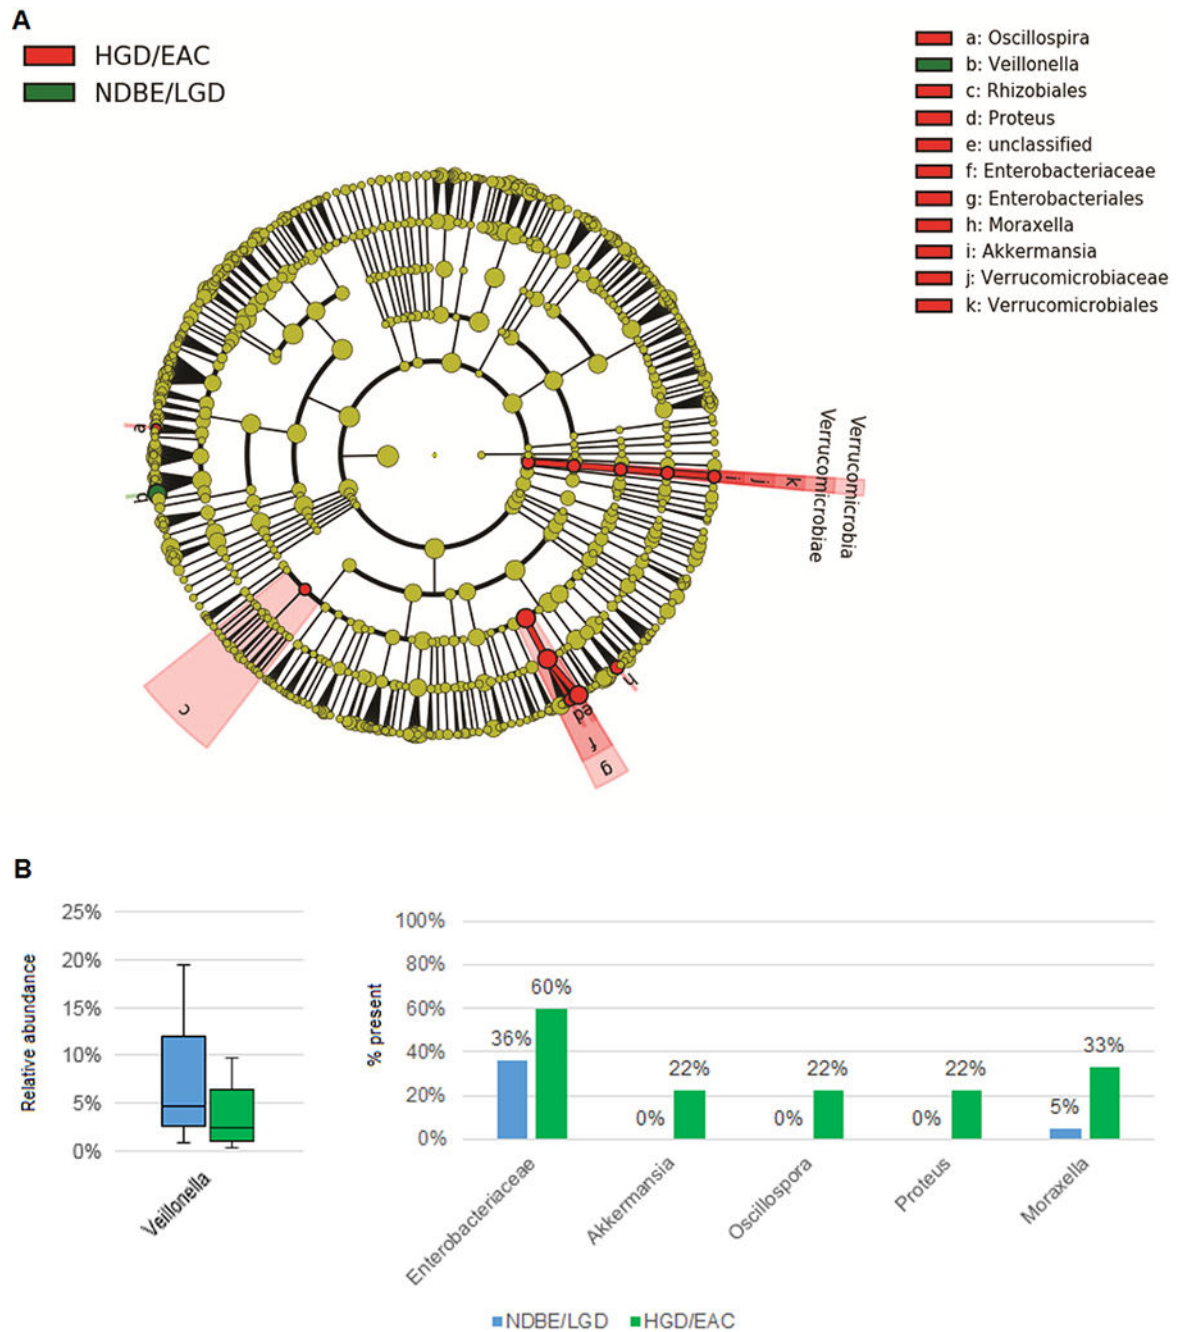 A
HGD/EAC
NDBE/LGD
a: Oscillospira
b: Veillonella
c: Rhizobiales
d: Proteus
e: unclassified
f: Enterobacteriaceae
g: Enterobacteriales
h: Moraxella
i: Akkermansia
j: Verrucomicrobiaceae
k: Verrucomicrobiales
a
b
c
d
e
f
g
h
i
j
k
Verrucomicrobiae
Verrucomicrobia
B
Relative abundance
25%
20%
15%
10%
5%
0%
Veillonella
% present
100%
80%
60%
40%
20%
0%
36%
60%
0%
22%
0%
22%
0%
22%
5%
33%
Enterobacteriaceae
Akkermansia
Oscillospora
Proteus
Moraxella
NDBE/LGD
HGD/EAC